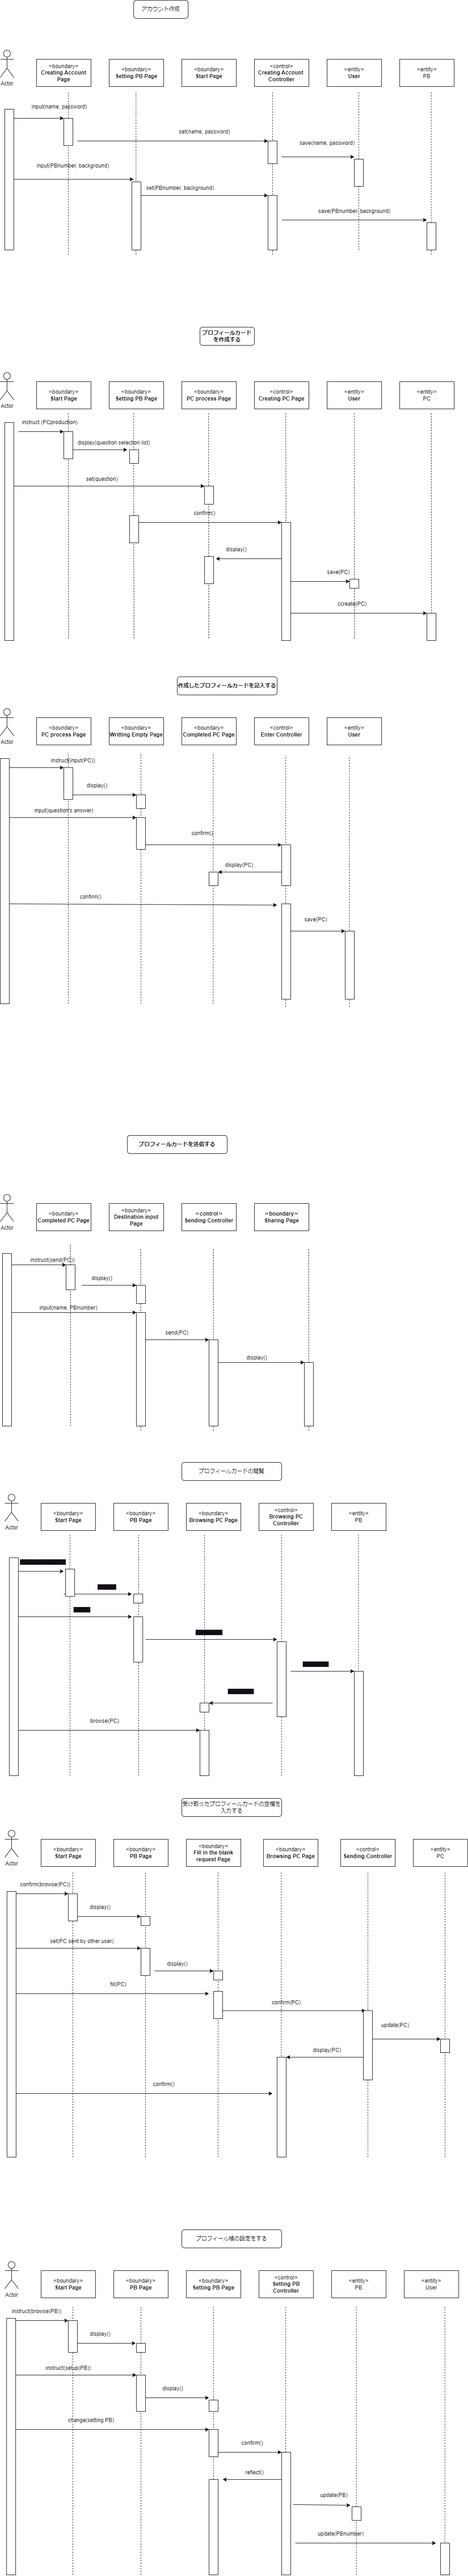 アカウント作成
Actor
«boundary»
Creating Account
Page
«boundary»
Setting PB Page
«boundary»
Start Page
«control»
Creating Account
Controller
«entity»
User
«entity»
PB
input(name, password)
set(name, password)
save(name, password)
input(PBnumber, background)
set(PBnumber, background)
save(PBnumber, background)
プロフィールカード
を作成する
Actor
«boundary»
Start Page
«boundary»
Setting PB Page
«boundary»
PC process Page
«control»
Creating PC Page
«entity»
User
«entity»
PC
instruct (PCproduction)
display(question selection list)
set(question)
confirm()
display()
save(PC)
ccreate(PC)
作成したプロフィールカードを記入する
Actor
«boundary»
PC process Page
«boundary»
Writting Empty Page
«boundary»
Completed PC Page
«control»
Enter Controller
«entity»
User
instruct(input(PC))
display()
input(question's answer)
confirm()
display(PC)
confirm()
save(PC)
プロフィールカードを送信する
Actor
«boundary»
Completed PC Page
«boundary»
Destination input
Page
«control»
Sending Controller
«boundary»
Sharing Page
instruct(send(PC))
display()
input(name, PBnumber)
send(PC)
display()
プロフィールカードの閲覧
Actor
«boundary»
Start Page
«boundary»
PB Page
«boundary»
Browsing PC Page
«control»
Browsing PC
Controller
«entity»
PB
browse(PC)
受け取ったプロフィールカードの空欄を
入力する
Actor
«boundary»
Start Page
«boundary»
PB Page
«boundary»
Fill in the blank
request Page
«boundary»
Browsing PC Page
«control»
Sending Controller
«entity»
PC
confirm(browse(PC))
display()
set(PC sent by other user)
display()
fill(PC)
confirm(PC)
update(PC)
display(PC)
confirm()
プロフィール帳の設定をする
Actor
«boundary»
Start Page
«boundary»
PB Page
«boundary»
Setting PB Page
«control»
Setting PB
Controller
«entity»
PB
«entity»
User
instruct(browse(PB))
display()
instruct(setup(PB))
display()
change(setting PB)
confirm()
reflect()
update(PB)
update(PBnumber)